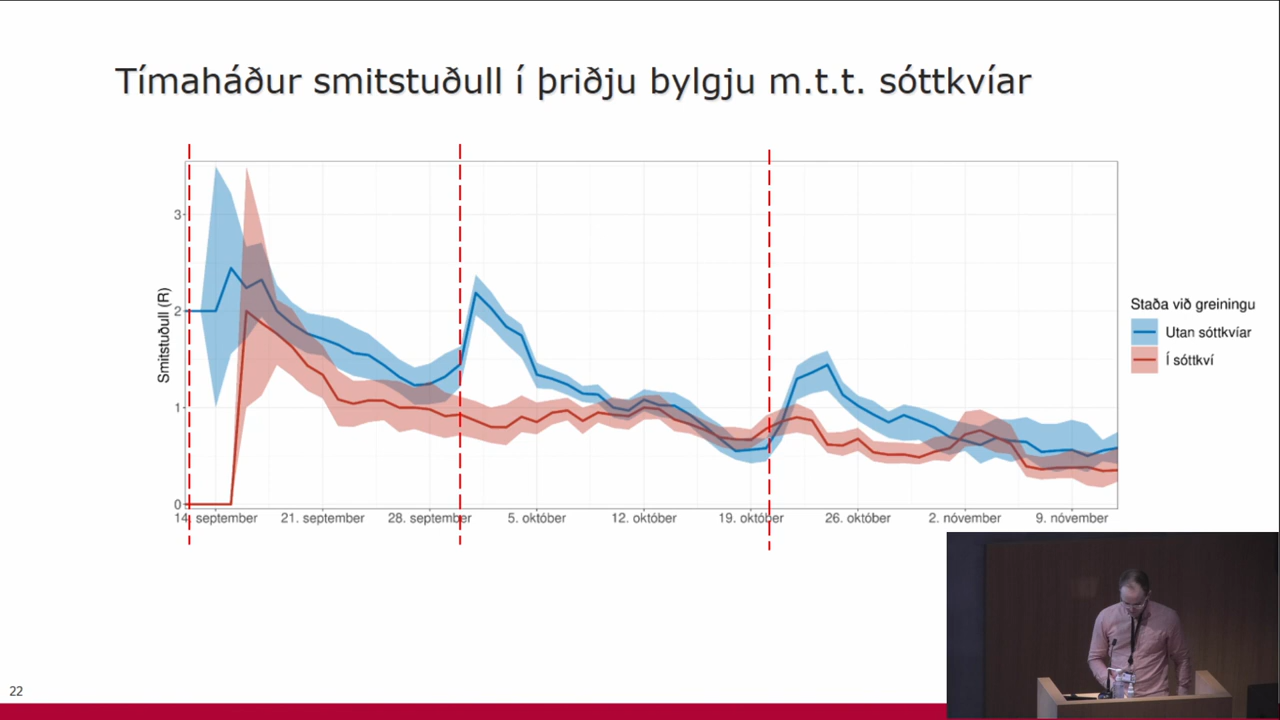 Tímaháður smitstuðull í þriðju bylgju m.t.t. sóttkvíar
Smitstuðull (R)
3
2
1
0
14. september 21. september 28. september 5. október 12. október 19. október 26. október 2. nóvember 9. nóvember
Staða við greiningu
Utan sóttkvíar
Í sóttkví
22